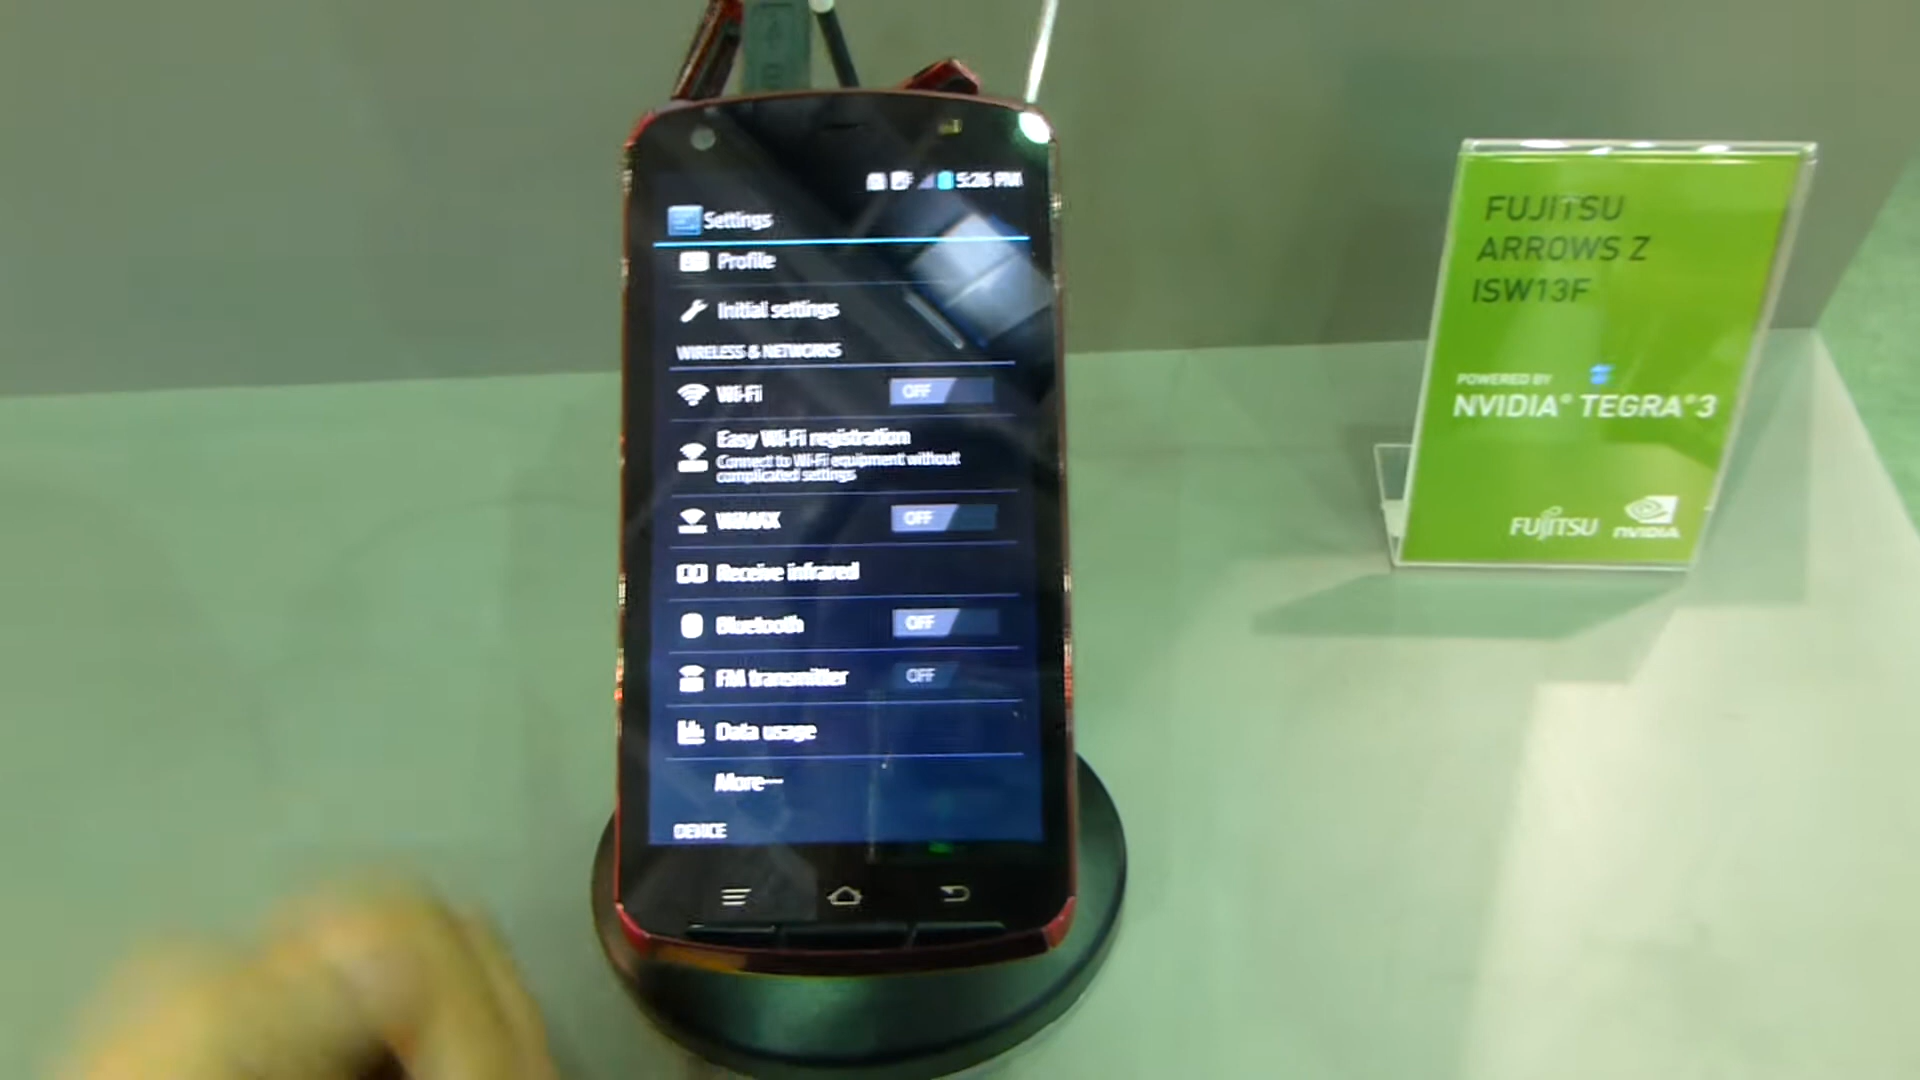 5:26 PM
Settings
Profile
Initial settings
WIRELESS & NETWORKS
Wi-Fi OFF
Easy Wi-Fi registration
Connect to Wi-Fi equipment without
complicated settings
WiMAX OFF
Receive infrared
Bluetooth OFF
FM transmitter OFF
Data usage
More...
DEVICE
FUJITSU
ARROWS Z
ISW13F
POWERED BY
NVIDIA® TEGRA® 3
FUJITSU NVIDIA